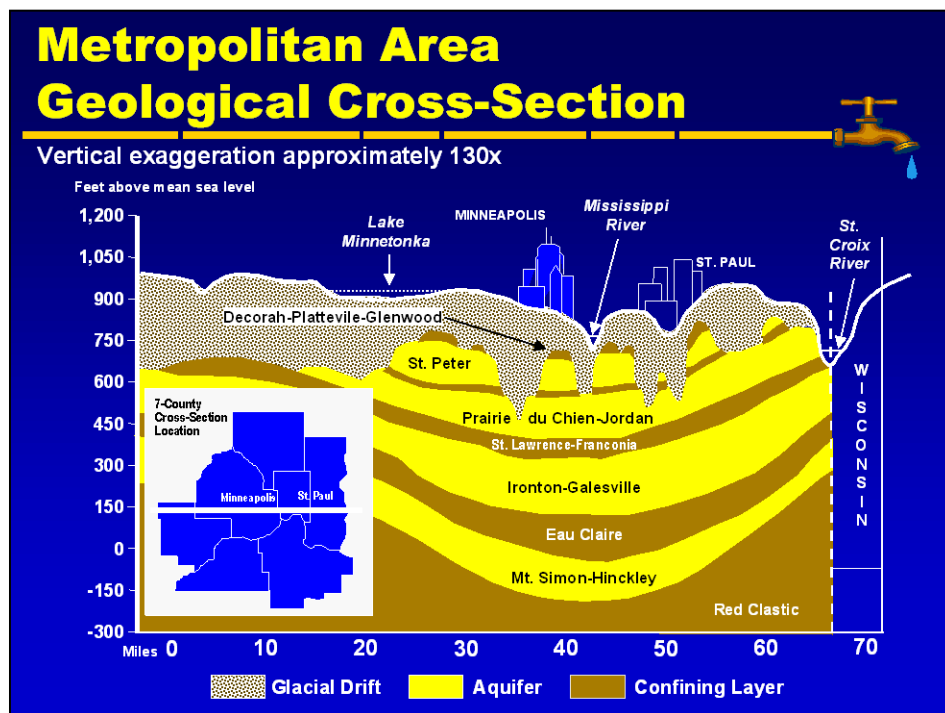 Metropolitan Area
Geological Cross-Section
Vertical exaggeration approximately 130x
Feet above mean sea level
1,200
1,050
900
750
600
450
300
150
0
-150
-300
Lake
Minnetonka
MINNEAPOLIS
Mississippi
River
ST. PAUL
St.
Croix
River
Decorah-Plattevile-Glenwood
St. Peter
Prairie du Chien-Jordan
St. Lawrence-Franconia
Ironton-Galesville
Eau Claire
Mt. Simon-Hinckley
Red Clastic
WISCONSIN
7-County
Cross-Section
Location
Minneapolis St. Paul
Miles 0 10 20 30 40 50 60 70
Glacial Drift Aquifer Confining Layer